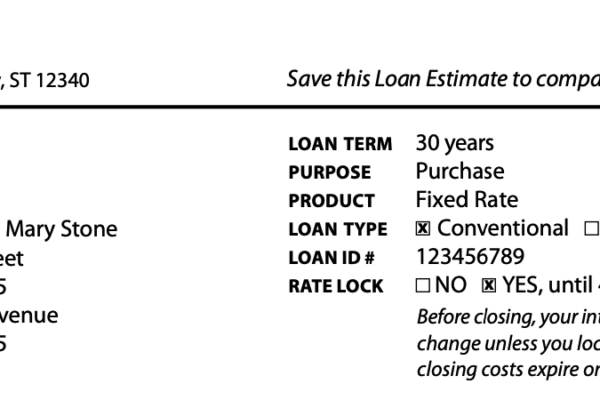 , ST 12340
Save this Loan Estimate to compa
LOAN TERM 30 years
PURPOSE Purchase
PRODUCT Fixed Rate
Mary Stone
LOAN TYPE ☒ Conventional ☐
eet
LOAN ID # 123456789
5
RATE LOCK ☐ NO ☒ YES, until
venue
Before closing, your int
5
change unless you loc
closing costs expire on